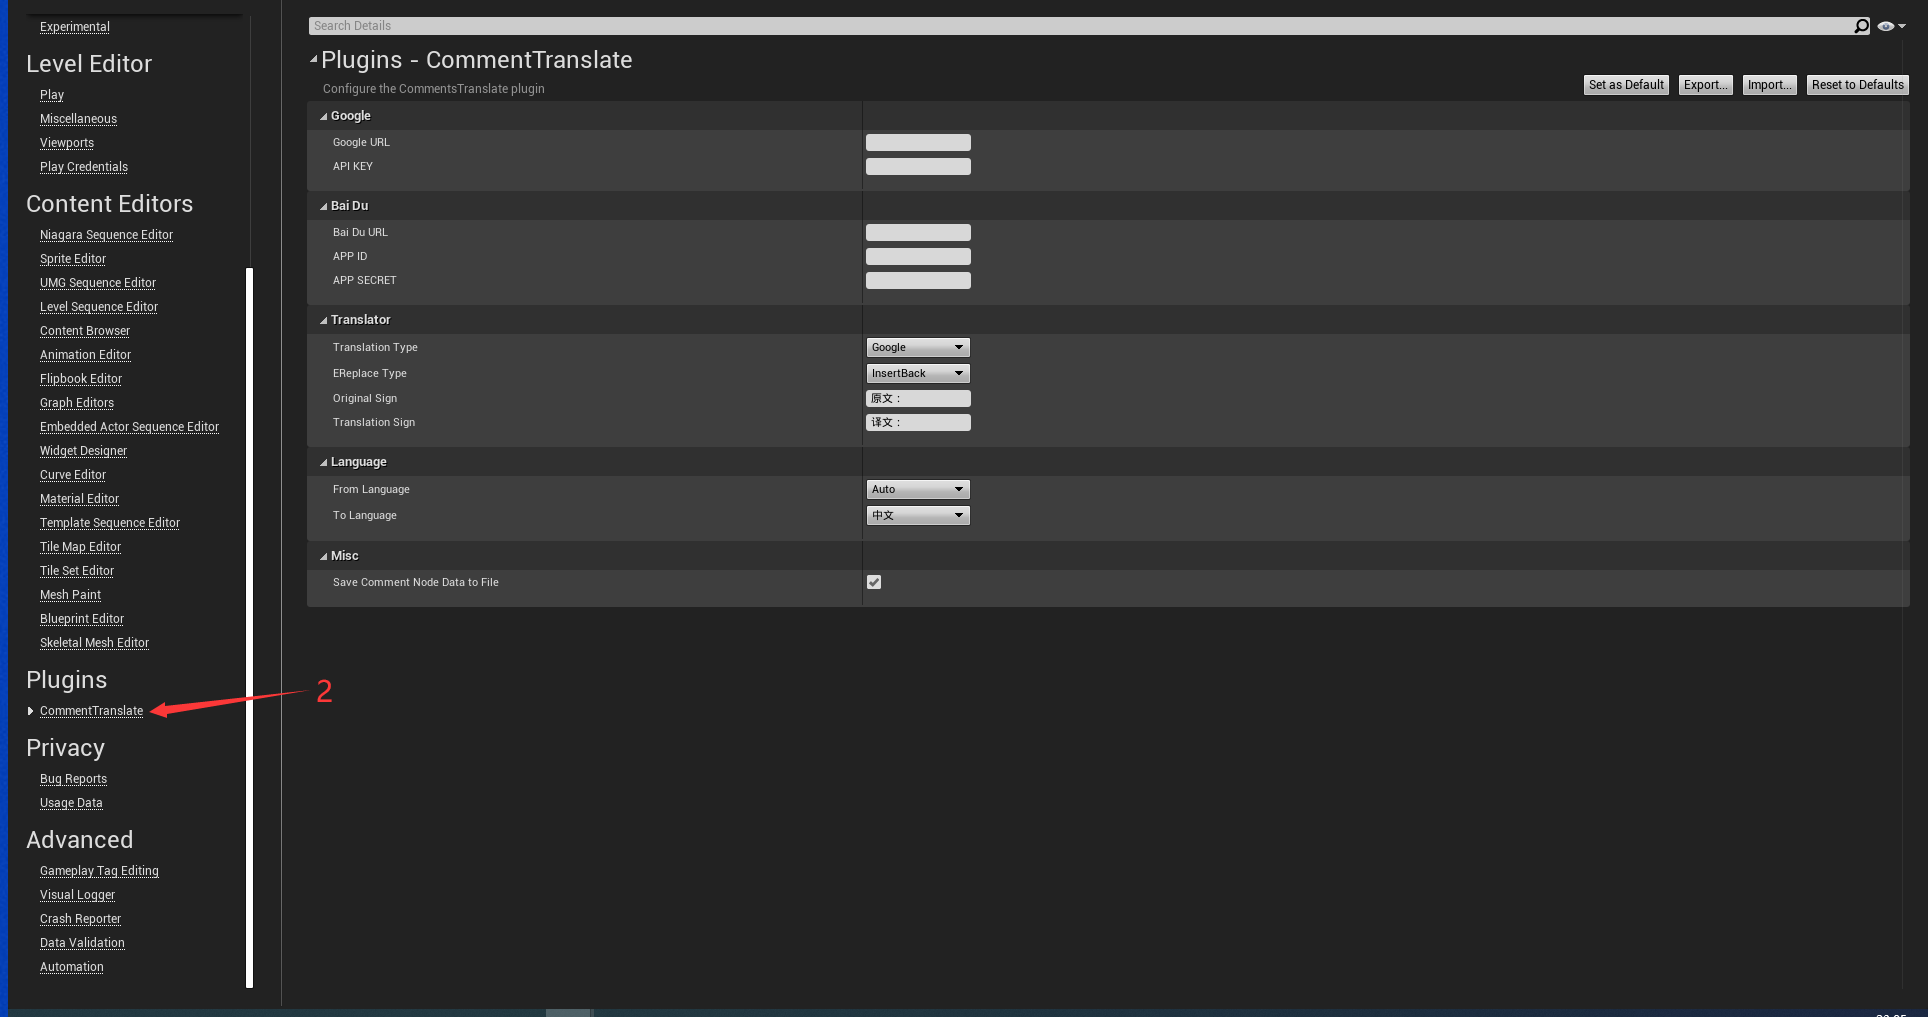 Experimental
Level Editor
Play
Miscellaneous
Viewports
Play Credentials
Content Editors
Niagara Sequence Editor
Sprite Editor
UMG Sequence Editor
Level Sequence Editor
Content Browser
Animation Editor
Flipbook Editor
Graph Editors
Embedded Actor Sequence Editor
Widget Designer
Curve Editor
Material Editor
Template Sequence Editor
Tile Map Editor
Tile Set Editor
Mesh Paint
Blueprint Editor
Skeletal Mesh Editor
Plugins
CommentTranslate
2
Privacy
Bug Reports
Usage Data
Advanced
Gameplay Tag Editing
Visual Logger
Crash Reporter
Data Validation
Automation
Search Details
Plugins - CommentTranslate
Configure the CommentsTranslate plugin
Set as Default Export... Import... Reset to Defaults
Google
Google URL
API KEY
Bai Du
Bai Du URL
APP ID
APP SECRET
Translator
Translation Type Google
EReplace Type InsertBack
Original Sign 原文：
Translation Sign 译文：
Language
From Language Auto
To Language 中文
Misc
Save Comment Node Data to File